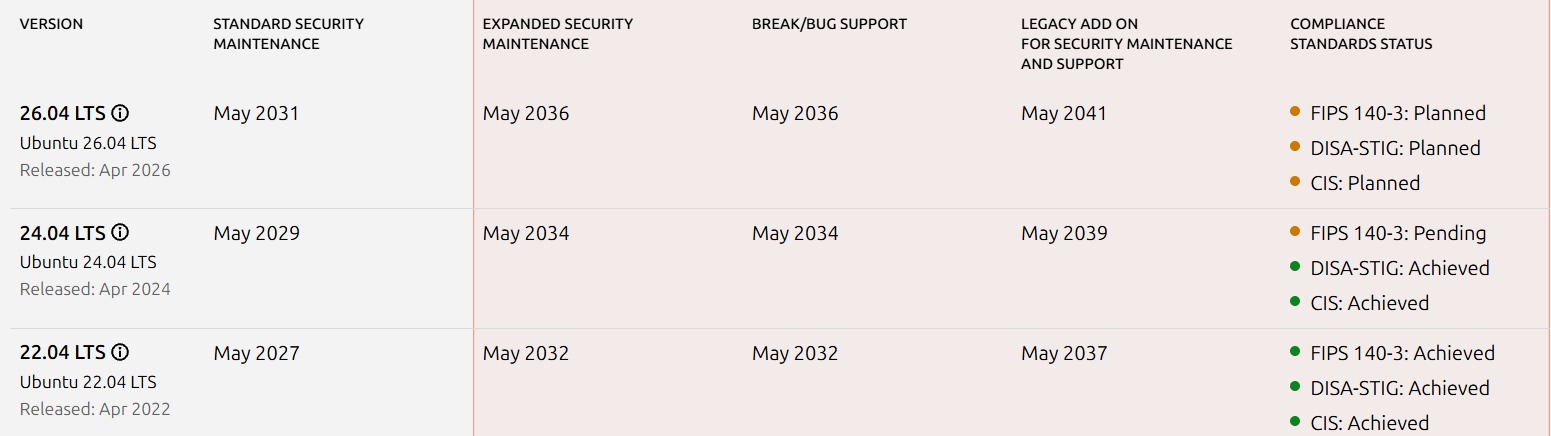 VERSION
STANDARD SECURITY
MAINTENANCE
EXPANDED SECURITY
MAINTENANCE
BREAK/BUG SUPPORT
LEGACY ADD ON
FOR SECURITY MAINTENANCE
AND SUPPORT
COMPLIANCE
STANDARDS STATUS
26.04 LTS
Ubuntu 26.04 LTS
Released: Apr 2026
May 2031
May 2036
May 2036
May 2041
FIPS 140-3: Planned
DISA-STIG: Planned
CIS: Planned
24.04 LTS
Ubuntu 24.04 LTS
Released: Apr 2024
May 2029
May 2034
May 2034
May 2039
FIPS 140-3: Pending
DISA-STIG: Achieved
CIS: Achieved
22.04 LTS
Ubuntu 22.04 LTS
Released: Apr 2022
May 2027
May 2032
May 2032
May 2037
FIPS 140-3: Achieved
DISA-STIG: Achieved
CIS: Achieved